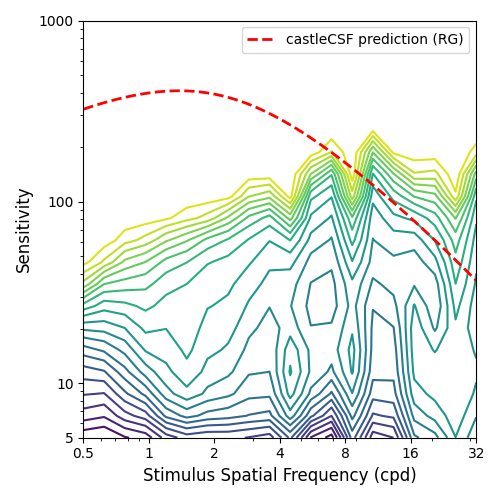 1000
castleCSF prediction (RG)
100
Sensitivity
10
5
0.5 1 2 4 8 16 32
Stimulus Spatial Frequency (cpd)